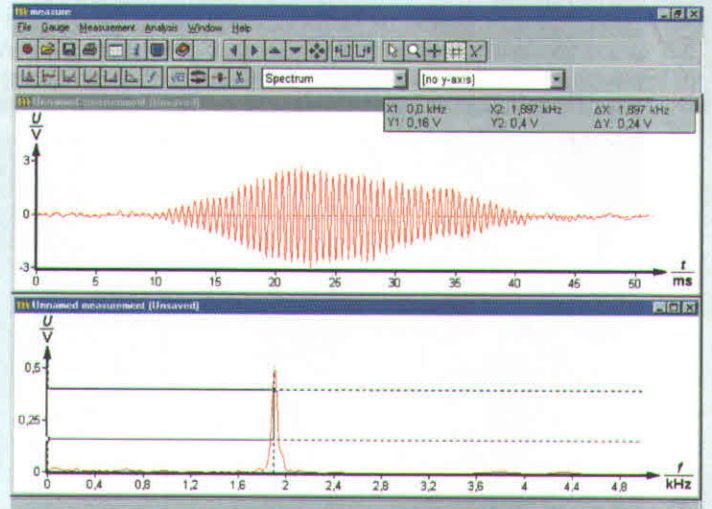 measure
File Gauge Measurement Analysis Window Help
Spectrum [no y-axis]
Unnamed measurement (Unsaved)
X1: 0,0 kHz X2: 1,897 kHz ΔX: 1,897 kHz
Y1: 0,16 V Y2: 0,4 V ΔY: 0,24 V
U/V
3
0
-3
0 5 10 15 20 25 30 35 40 45 50 t/ms
Unnamed measurement (Unsaved)
U/V
0,5
0,25
0
0 0,4 0,8 1,2 1,6 2 2,4 2,8 3,2 3,6 4 4,4 4,8 f/kHz